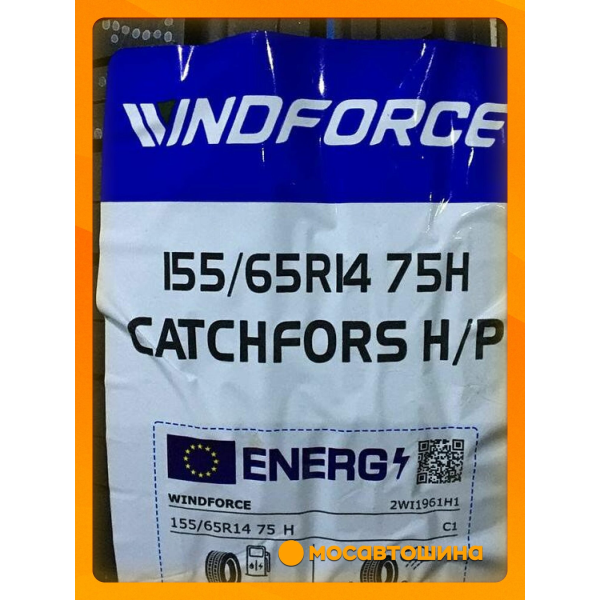 WINDFORCE
155/65R14 75H
CATCHFORS H/P
ENERG
WINDFORCE 2WI1961H1
155/65R14 75 H C1
мосавтошина